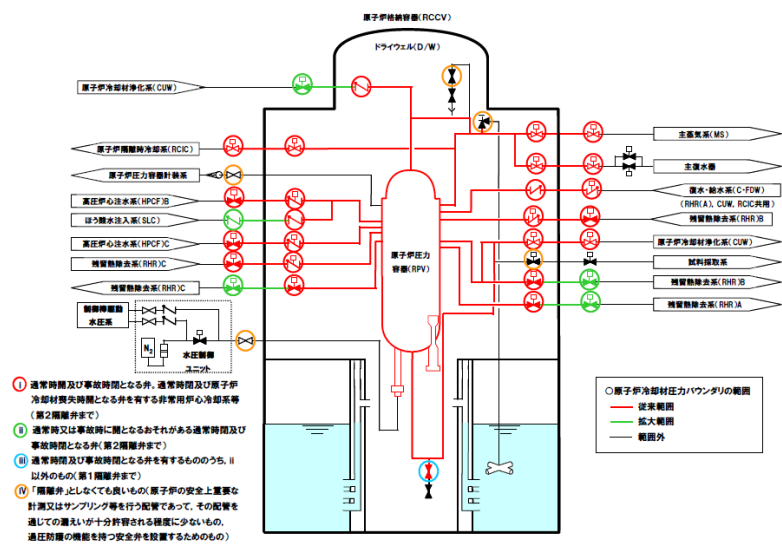 原子炉格納容器(RCCV)
ドライウェル(D/W)
原子炉冷却材浄化系(CUW)
原子炉隔離時冷却系(RCIC)
原子炉圧力容器計装系
高圧炉心注水系(HPCF)B
ほう酸水注入系(SLC)
高圧炉心注水系(HPCF)C
残留熱除去系(RHR)C
残留熱除去系(RHR)C
原子炉圧力
容器(RPV)
主蒸気系(MS)
主復水器
復水・給水系(C・FDW)
(RHR(A), CUW, RCIC共用)
残留熱除去系(RHR)B
原子炉冷却材浄化系(CUW)
試料採取系
残留熱除去系(RHR)B
残留熱除去系(RHR)A
制御棒駆動
水圧系
N2
水圧制御
ユニット
i 通常時開及び事故時閉となる弁,通常時閉及び原子炉
冷却材喪失時開となる弁を有する非常用炉心冷却系等
(第2隔離弁まで)
ii 通常時又は事故時に開となるおそれがある通常時閉及び
事故時閉となる弁(第2隔離弁まで)
iii 通常時閉及び事故時閉となる弁を有するもののうち,ii
以外のもの(第1隔離弁まで)
iv 「隔離弁」としなくても良いもの(原子炉の安全上重要な
計測又はサンプリング等を行う配管であって,その配管を
通じての漏えいが十分許容される程度に少ないもの,
過圧防護の機能を持つ安全弁を設置するためのもの)
○原子炉冷却材圧力バウンダリの範囲
従来範囲
拡大範囲
範囲外